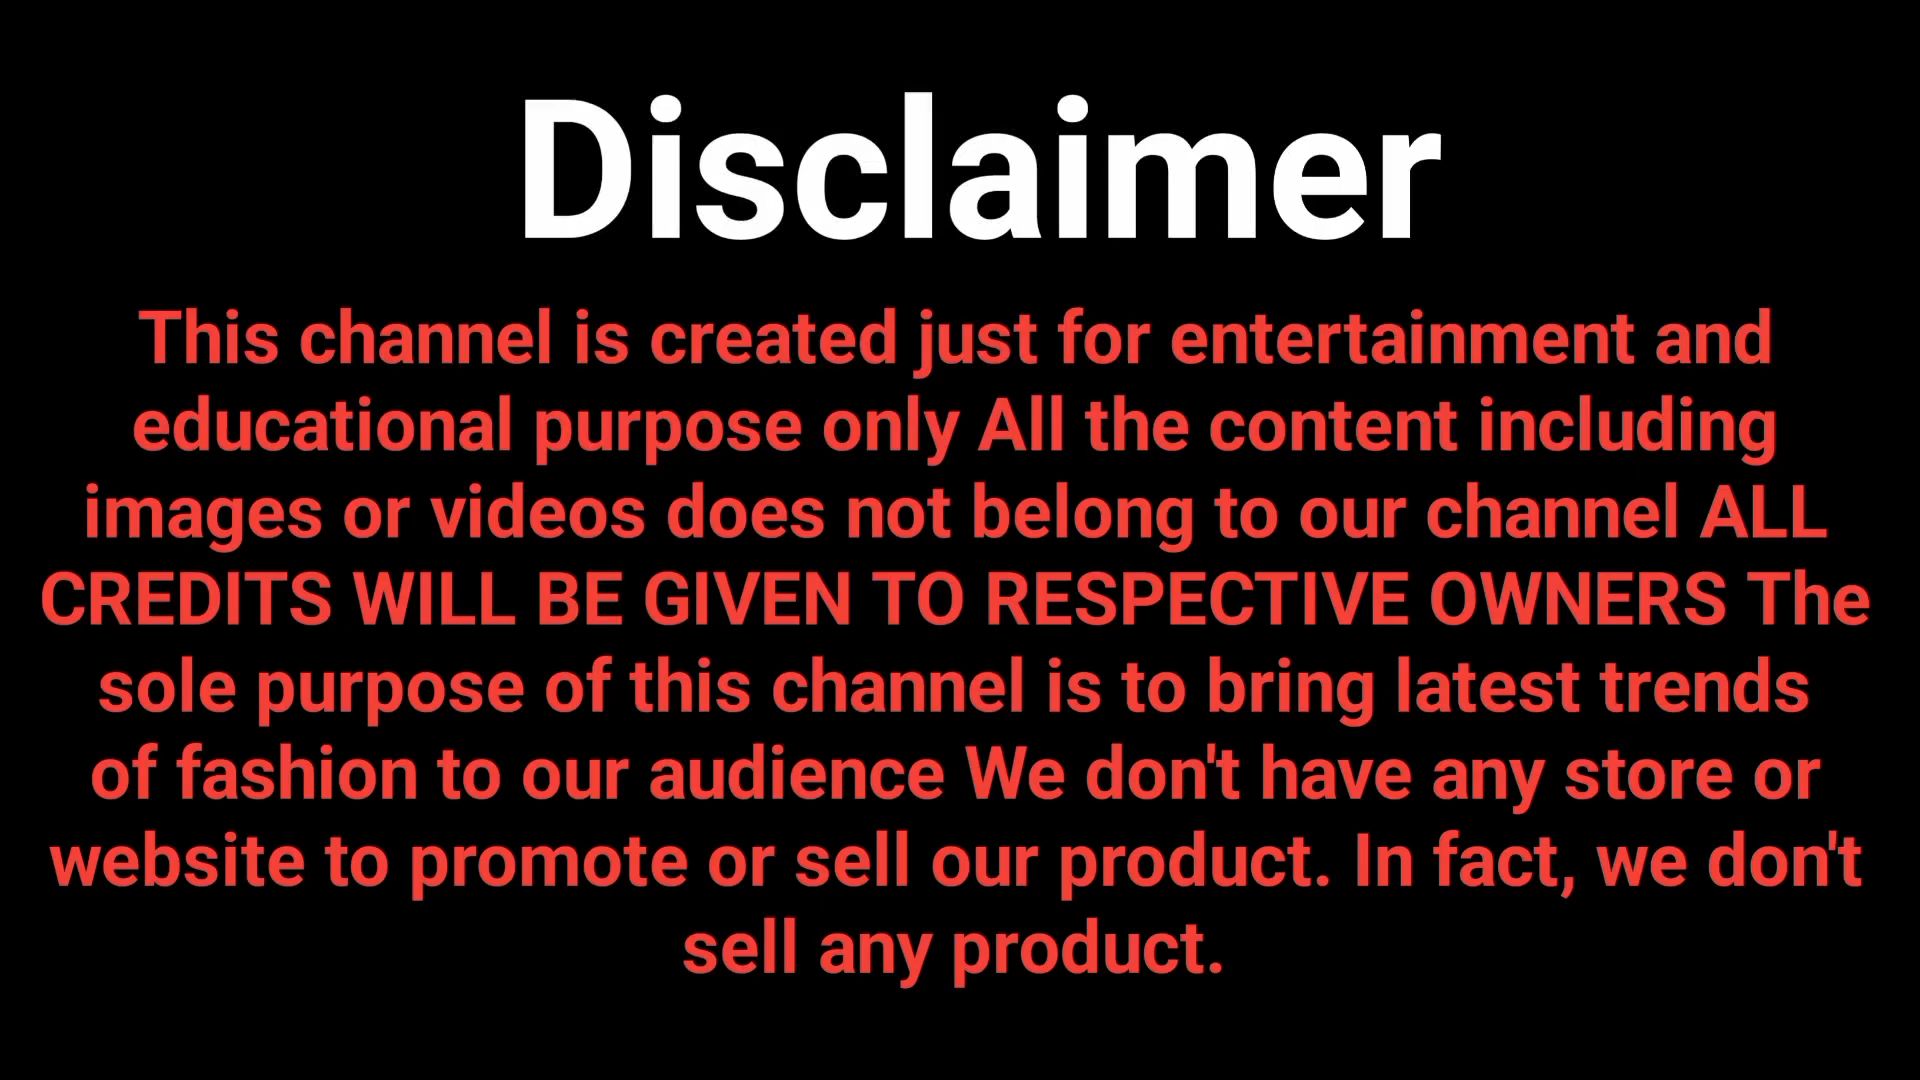 Disclaimer
This channel is created just for entertainment and
educational purpose only All the content including
images or videos does not belong to our channel ALL
CREDITS WILL BE GIVEN TO RESPECTIVE OWNERS The
sole purpose of this channel is to bring latest trends
of fashion to our audience We don't have any store or
website to promote or sell our product. In fact, we don't
sell any product.